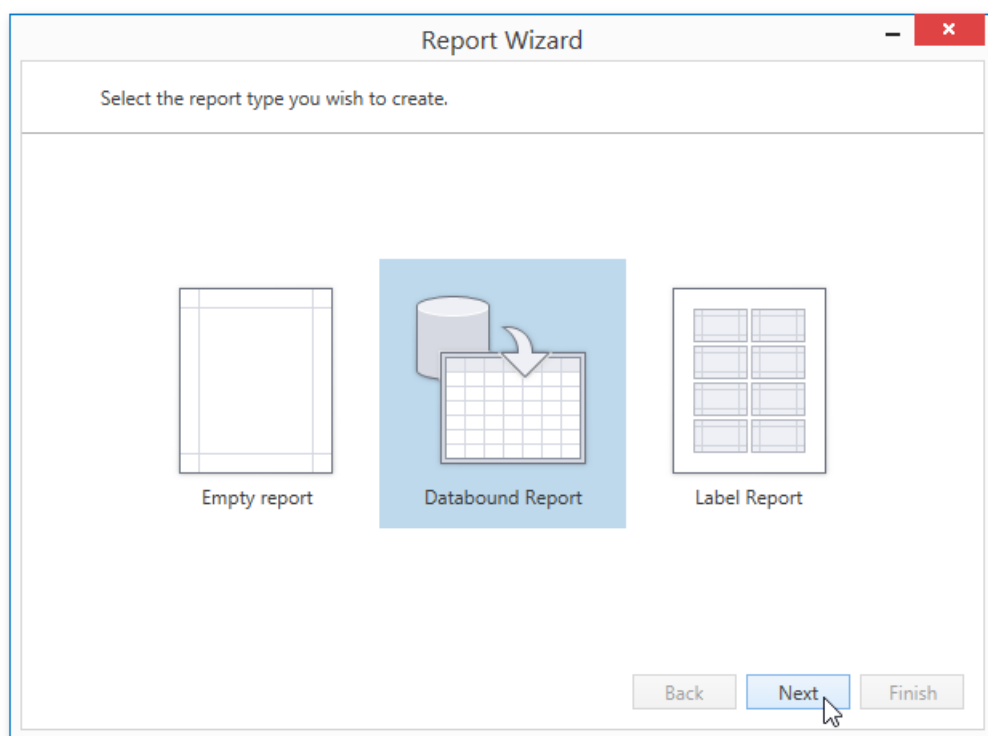 Report Wizard
Select the report type you wish to create.
Empty report
Databound Report
Label Report
Back
Next
Finish